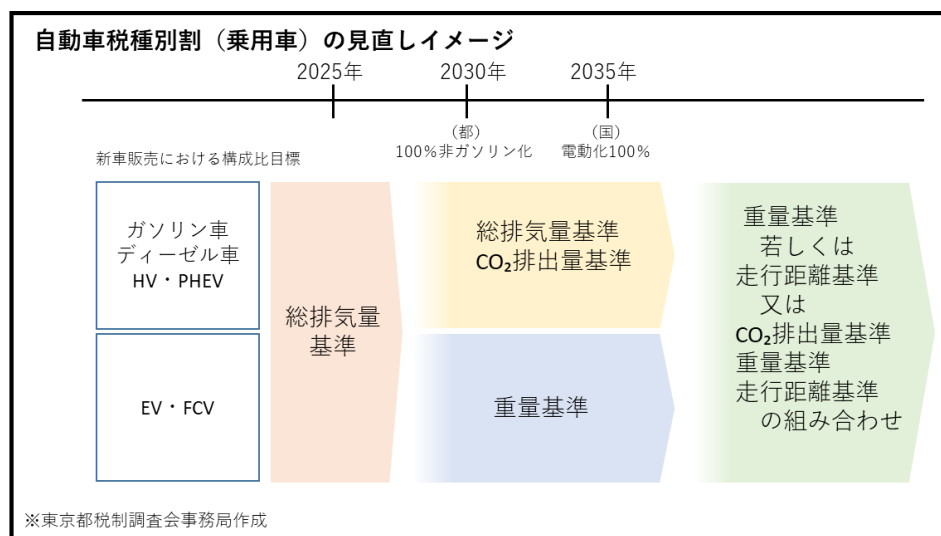 自動車税種別割（乗用車）の見直しイメージ
2025年
2030年
2035年
（都）
100％非ガソリン化
（国）
電動化100％
新車販売における構成比目標
ガソリン車
ディーゼル車
HV・PHEV
EV・FCV
総排気量
基準
総排気量基準
CO₂排出量基準
重量基準
重量基準
若しくは
走行距離基準
又は
CO₂排出量基準
重量基準
走行距離基準
の組み合わせ
※東京都税制調査会事務局作成